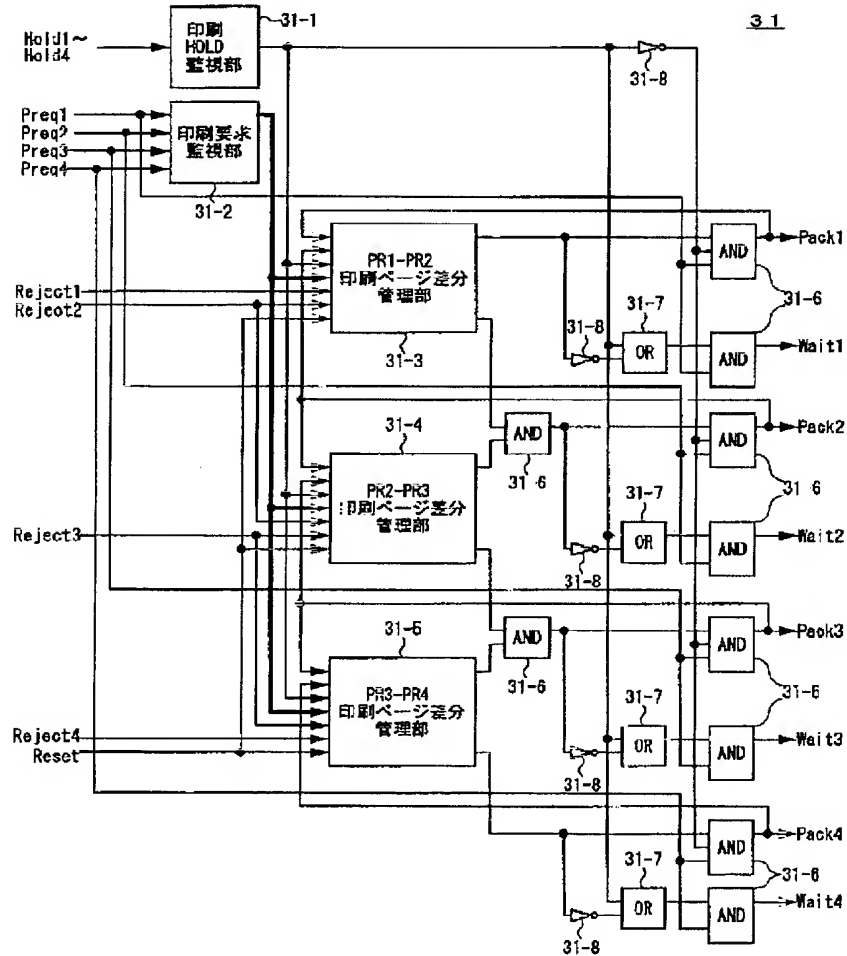 31
31-1
印刷
HOLD
監視部
Hold1～
Hold4
31-8
Preq1
Preq2
Preq3
Preq4
印刷要求
監視部
31-2
PR1-PR2
印刷ページ差分
管理部
31-3
Reject1
Reject2
AND
Pack1
31-6
31-8
31-7
OR
AND
Wait1
31-4
PR2-PR3
印刷ページ差分
管理部
AND
31-6
AND
Pack2
31-6
Reject3
31-7
OR
31-8
AND
Wait2
31-5
PR3-PR4
印刷ページ差分
管理部
AND
31-6
AND
Pack3
31-6
Reject4
Reset
31-7
OR
31-8
AND
Wait3
AND
Pack4
31-6
31-7
OR
31-8
AND
Wait4